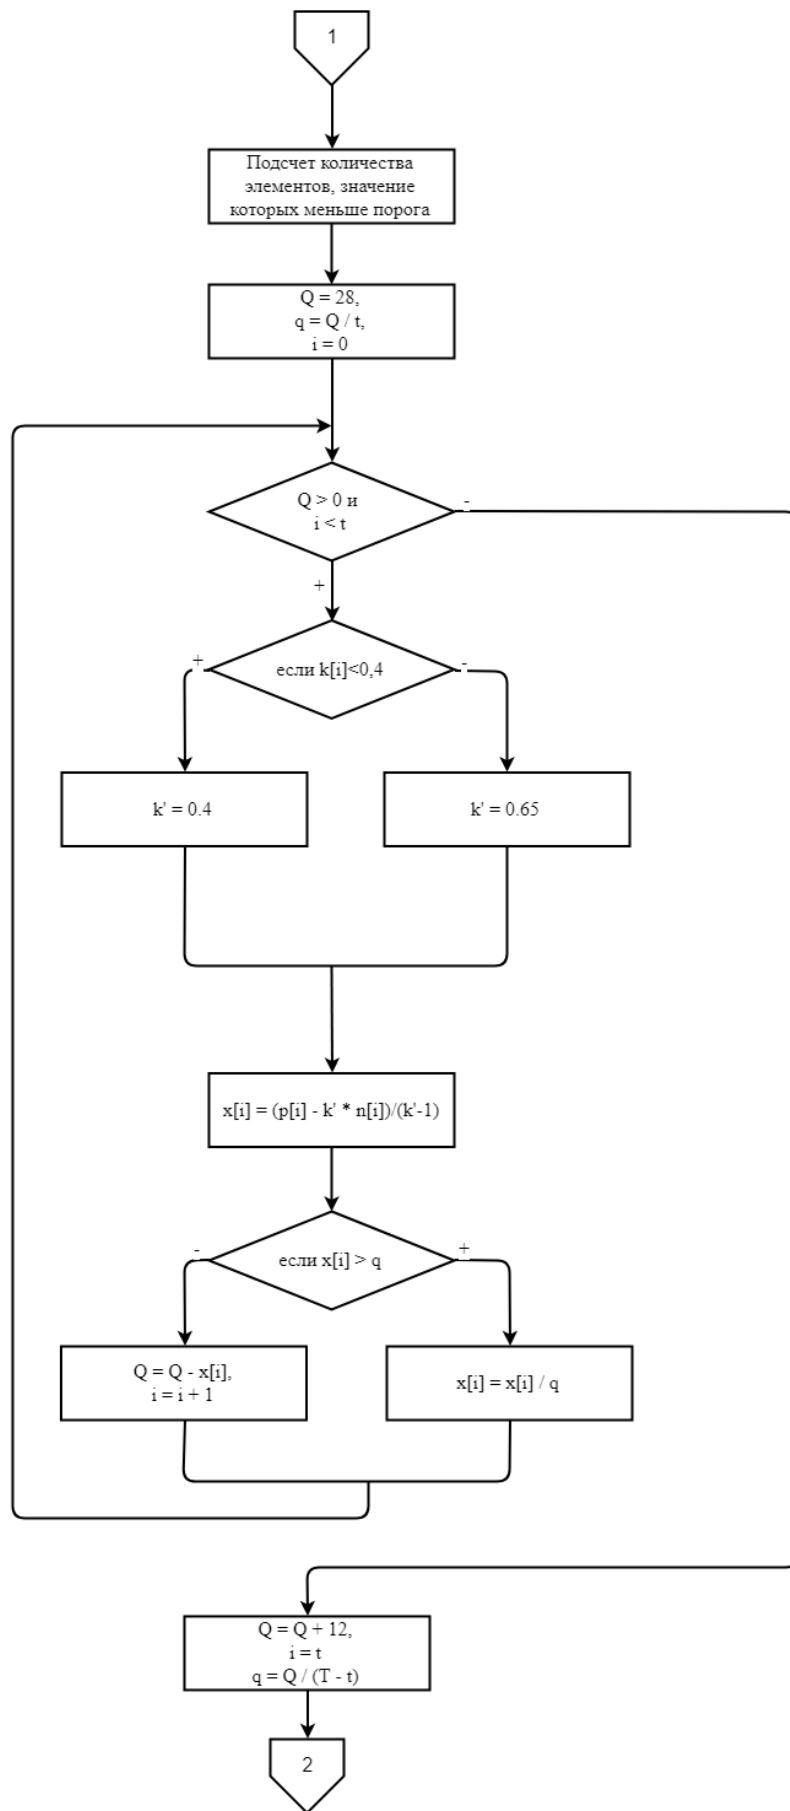 1
Подсчет количества
элементов, значение
которых меньше порога
Q = 28,
q = Q / t,
i = 0
Q > 0 и
i < t
-
+
если k[i]<0,4
+
-
k' = 0.4
k' = 0.65
x[i] = (p[i] - k' * n[i])/(k'-1)
если x[i] > q
-
+
Q = Q - x[i],
i = i + 1
x[i] = x[i] / q
Q = Q + 12,
i = t
q = Q / (T - t)
2